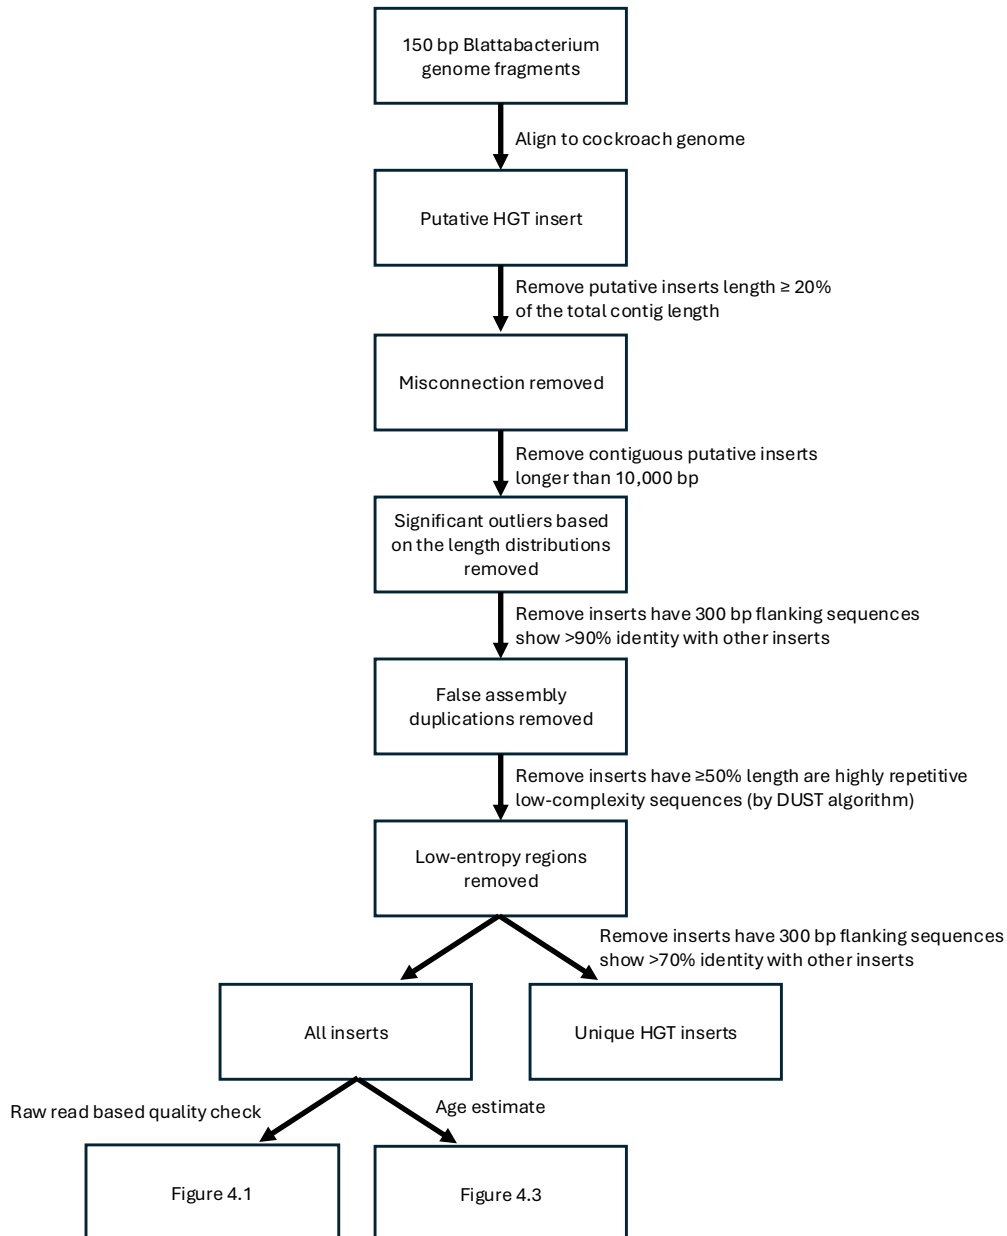 150 bp Blattabacterium
genome fragments
Align to cockroach genome
Putative HGT insert
Remove putative inserts length ≥ 20%
of the total contig length
Misconnection removed
Remove contiguous putative inserts
longer than 10,000 bp
Significant outliers based
on the length distributions
removed
Remove inserts have 300 bp flanking sequences
show >90% identity with other inserts
False assembly
duplications removed
Remove inserts have ≥50% length are highly repetitive
low-complexity sequences (by DUST algorithm)
Low-entropy regions
removed
Remove inserts have 300 bp flanking sequences
show >70% identity with other inserts
All inserts
Unique HGT inserts
Raw read based quality check
Age estimate
Figure 4.1
Figure 4.3